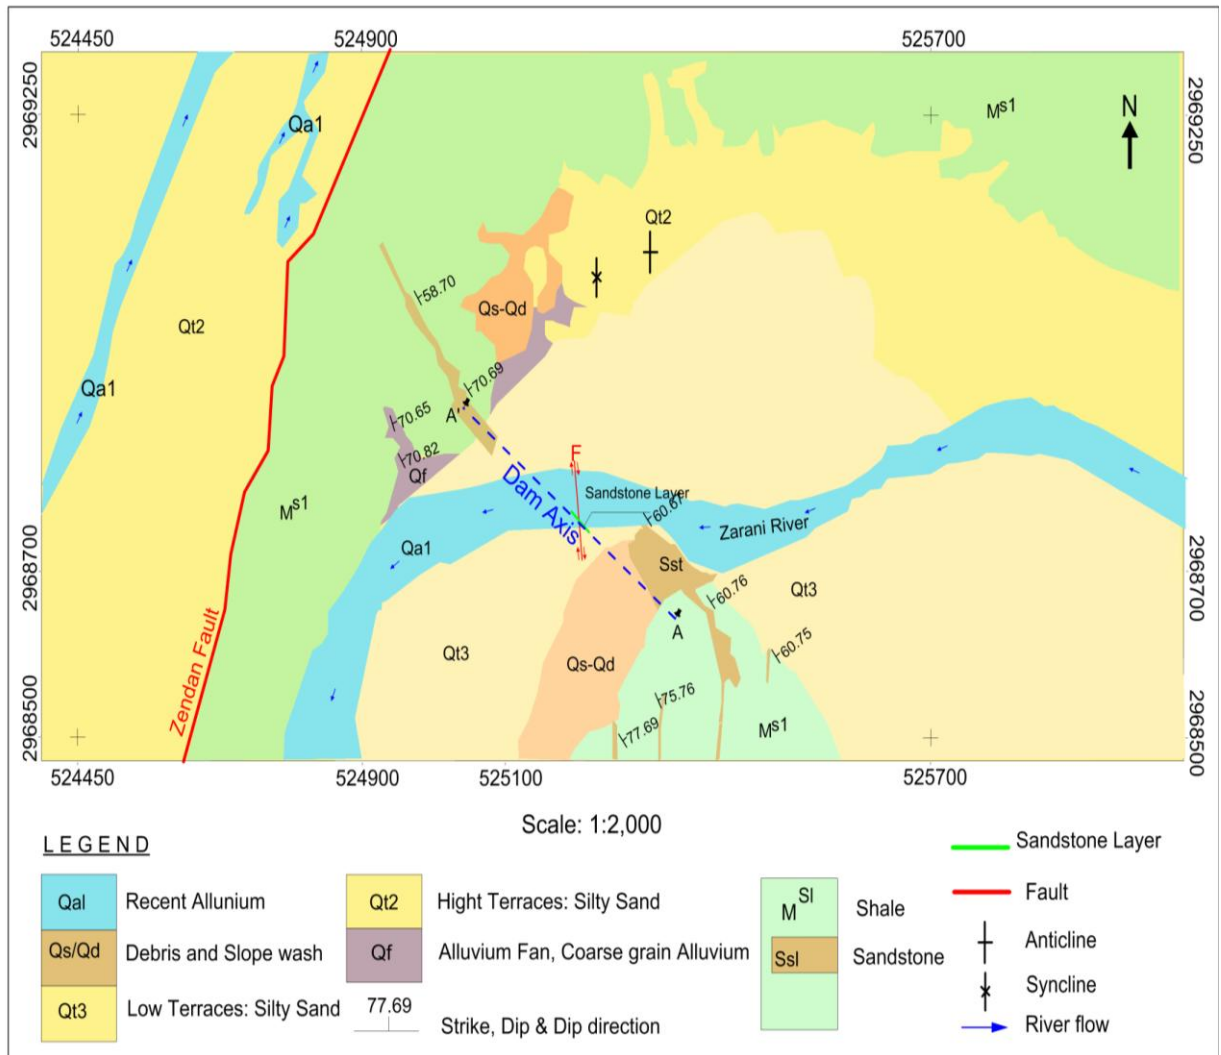 524450
524900
525700
2969250
2969250
Qa1
M s1
N
Qt2
58.70
Qs-Qd
Qt2
Qa1
70.69
A'
70.65
70.82
Qf
F
Dam Axis
Sandstone Layer
60.67
M s1
Zarani River
Qa1
Sst
2968700
2968700
60.76
Qt3
A
60.75
Qt3
Qs-Qd
Zendan Fault
75.76
77.69
M s1
2968500
2968500
524450
524900
525100
525700
Scale: 1:2,000
LEGEND
Qal Recent Allunium
Qs/Qd Debris and Slope wash
Qt3 Low Terraces: Silty Sand
Qt2 Hight Terraces: Silty Sand
Qf Alluvium Fan, Coarse grain Alluvium
77.69 Strike, Dip & Dip direction
M Sl Shale
Ssl Sandstone
Sandstone Layer
Fault
Anticline
Syncline
River flow